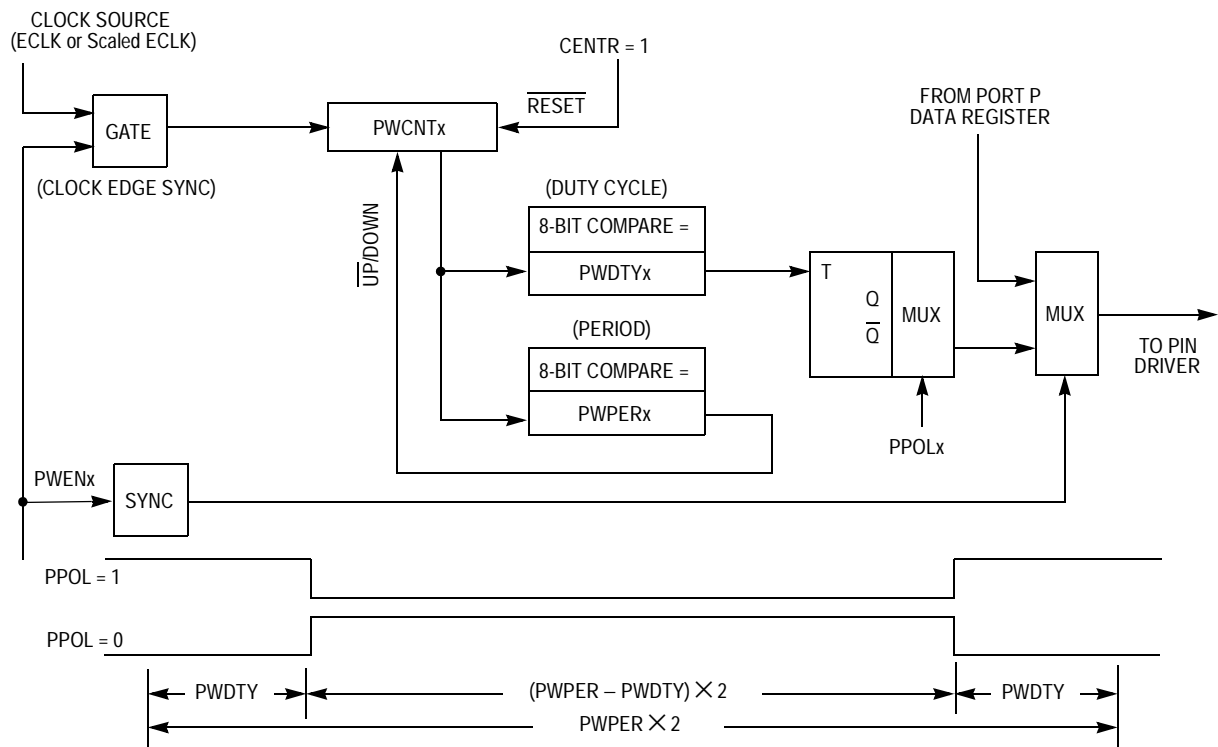 CLOCK SOURCE
(ECLK or Scaled ECLK)
CENTR = 1
RESET
FROM PORT P
DATA REGISTER
GATE
PWCNTx
(CLOCK EDGE SYNC)
UP/DOWN
(DUTY CYCLE)
8-BIT COMPARE =
PWDTYx
T
Q
Q
MUX
MUX
TO PIN
DRIVER
(PERIOD)
8-BIT COMPARE =
PWPERx
PPOLx
PWENx
SYNC
PPOL = 1
PPOL = 0
PWDTY
(PWPER – PWDTY) × 2
PWDTY
PWPER × 2